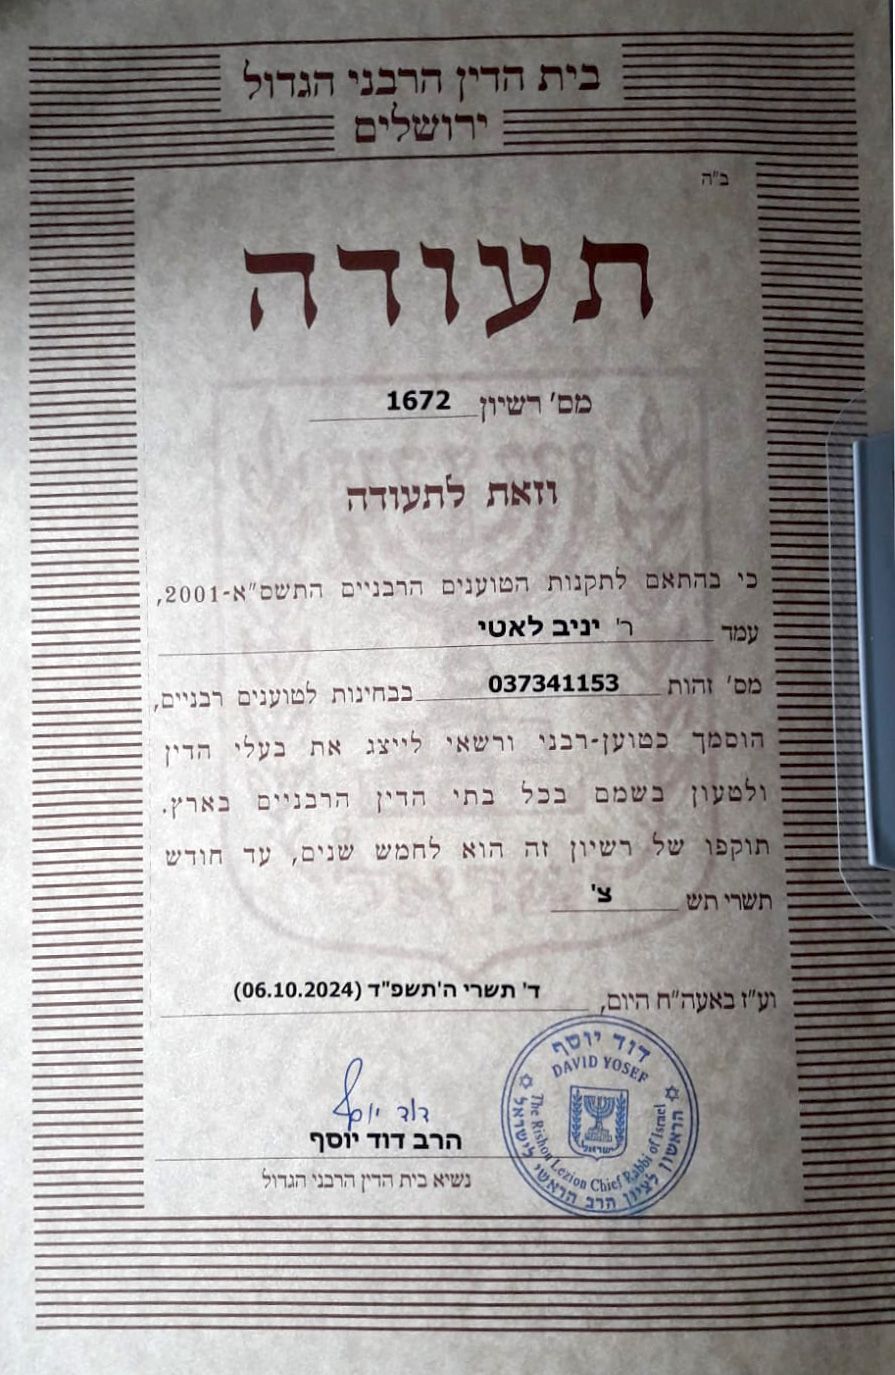 בית הדין הרבני הגדול
ירושלים
ב"ה
תעודה
מס' רשיון 1672
וזאת לתעודה
כי בהתאם לתקנות הטוענים הרבניים התשס"א-2001,
עמד ר' יניב לאטי
מס' זהות 037341153 בבחינות לטוענים רבניים,
הוסמך כטוען-רבני ורשאי לייצג את בעלי הדין
ולטעון בשמם בכל בתי הדין הרבניים בארץ.
תוקפו של רשיון זה הוא לחמש שנים, עד חודש
תשרי תש צ'
וע"ז באעה"ח היום, ד' תשרי ה'תשפ"ד (06.10.2024)
דוד יוסף
DAVID YOSEF
הראשון לציון הרב הראשי לישראל
The Rishon Lezion Chief Rabbi of Israel
ישראל
דוד יוסף
הרב דוד יוסף
נשיא בית הדין הרבני הגדול